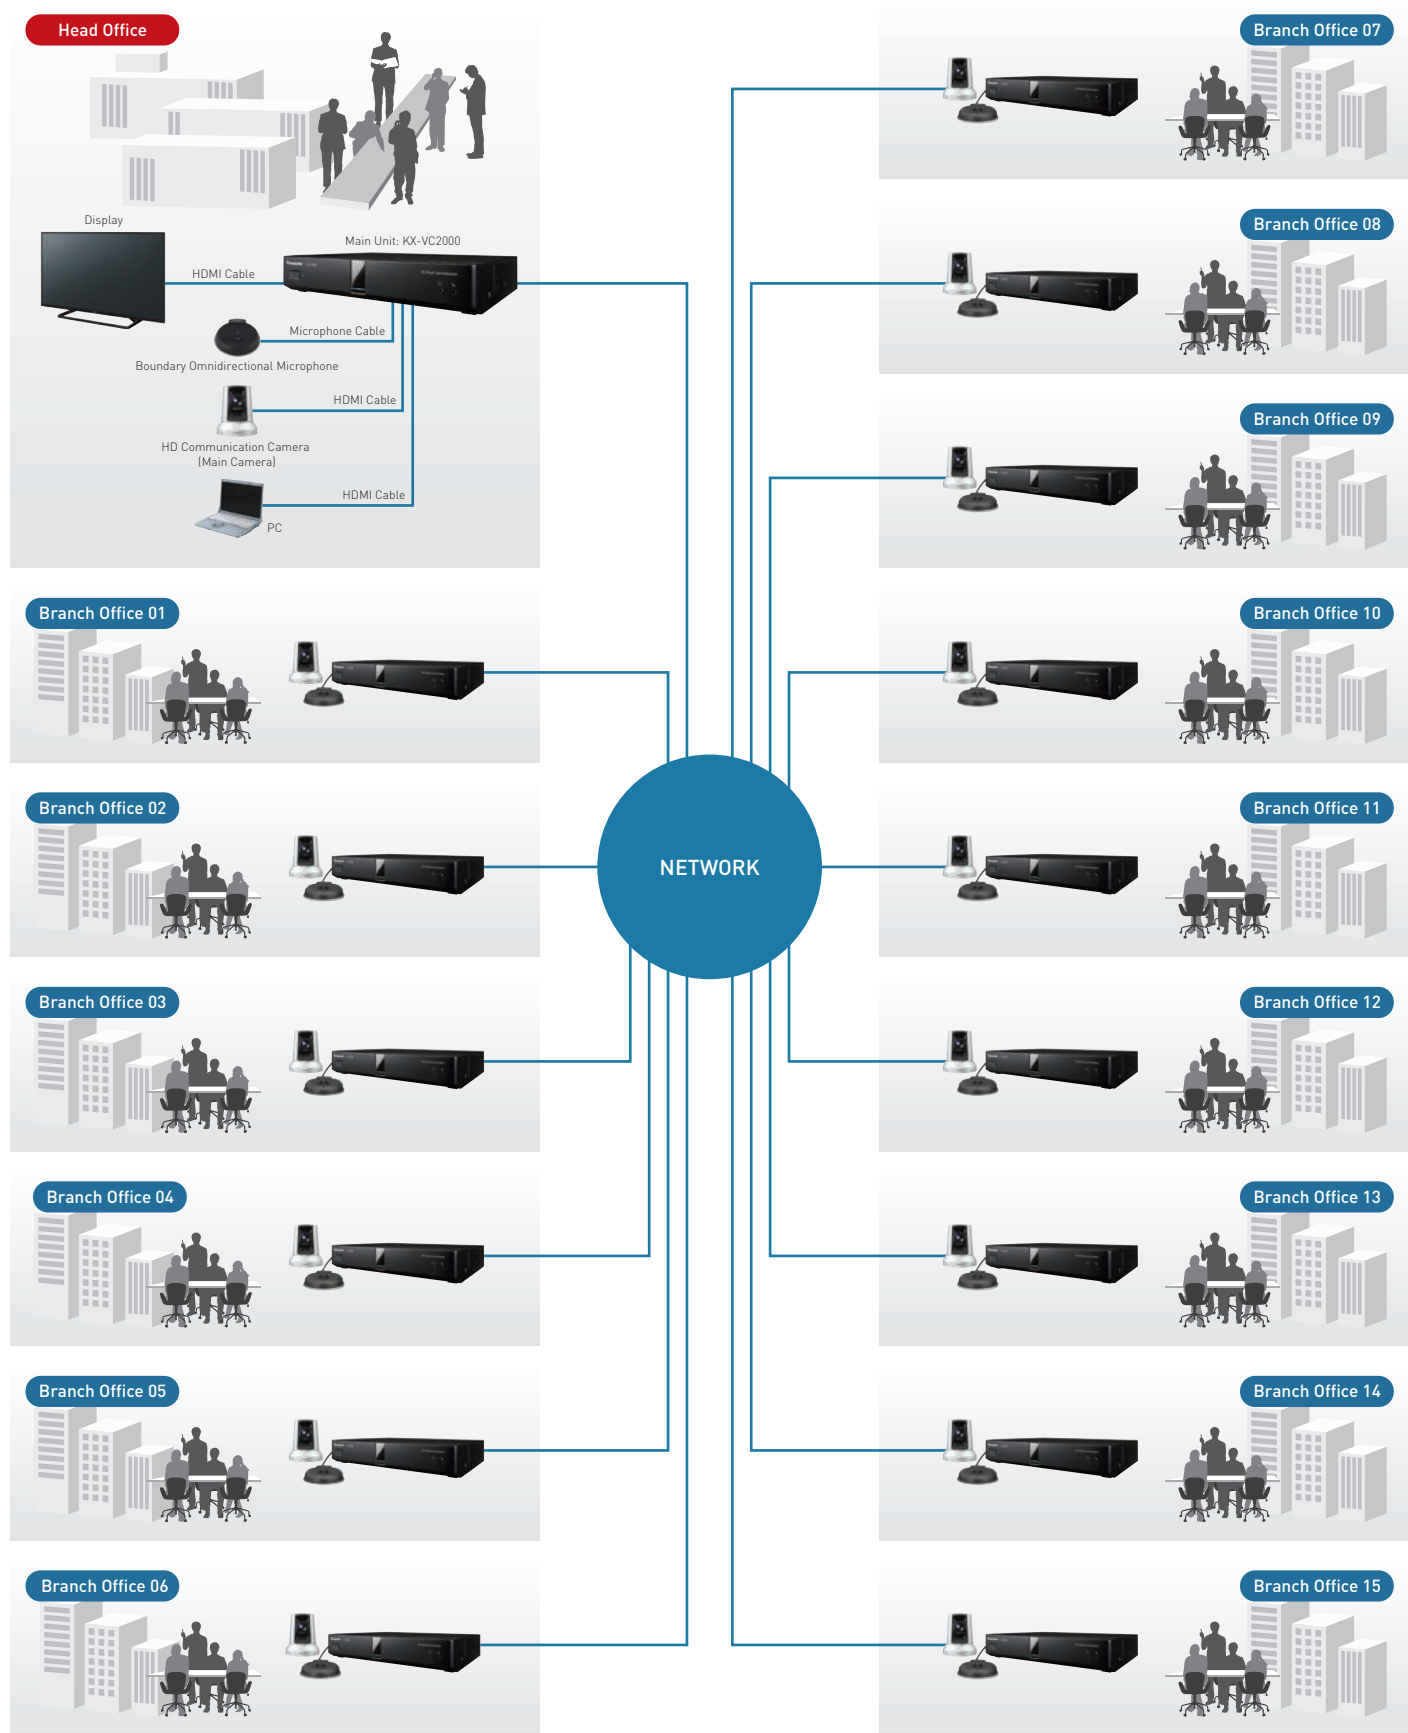 Head Office
Display
Main Unit: KX-VC2000
HDMI Cable
Microphone Cable
Boundary Omnidirectional Microphone
HDMI Cable
HD Communication Camera
(Main Camera)
HDMI Cable
PC
Branch Office 01
Branch Office 02
Branch Office 03
Branch Office 04
Branch Office 05
Branch Office 06
NETWORK
Branch Office 07
Branch Office 08
Branch Office 09
Branch Office 10
Branch Office 11
Branch Office 12
Branch Office 13
Branch Office 14
Branch Office 15